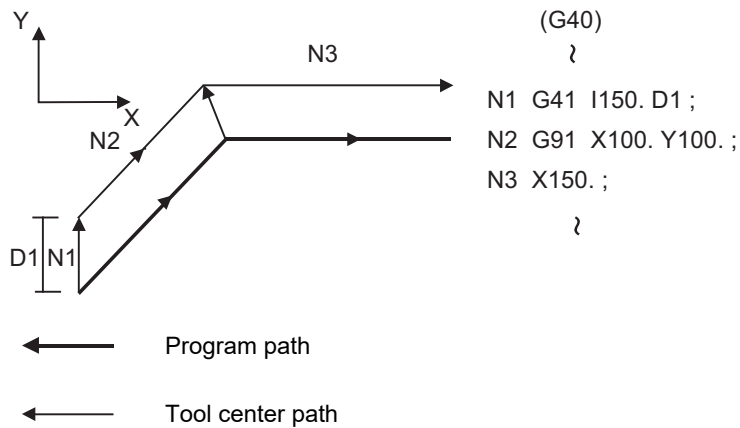 Y
X
N3
N2
D1 N1
(G40)
~
N1 G41 I150. D1 ;
N2 G91 X100. Y100. ;
N3 X150. ;
~
Program path
Tool center path